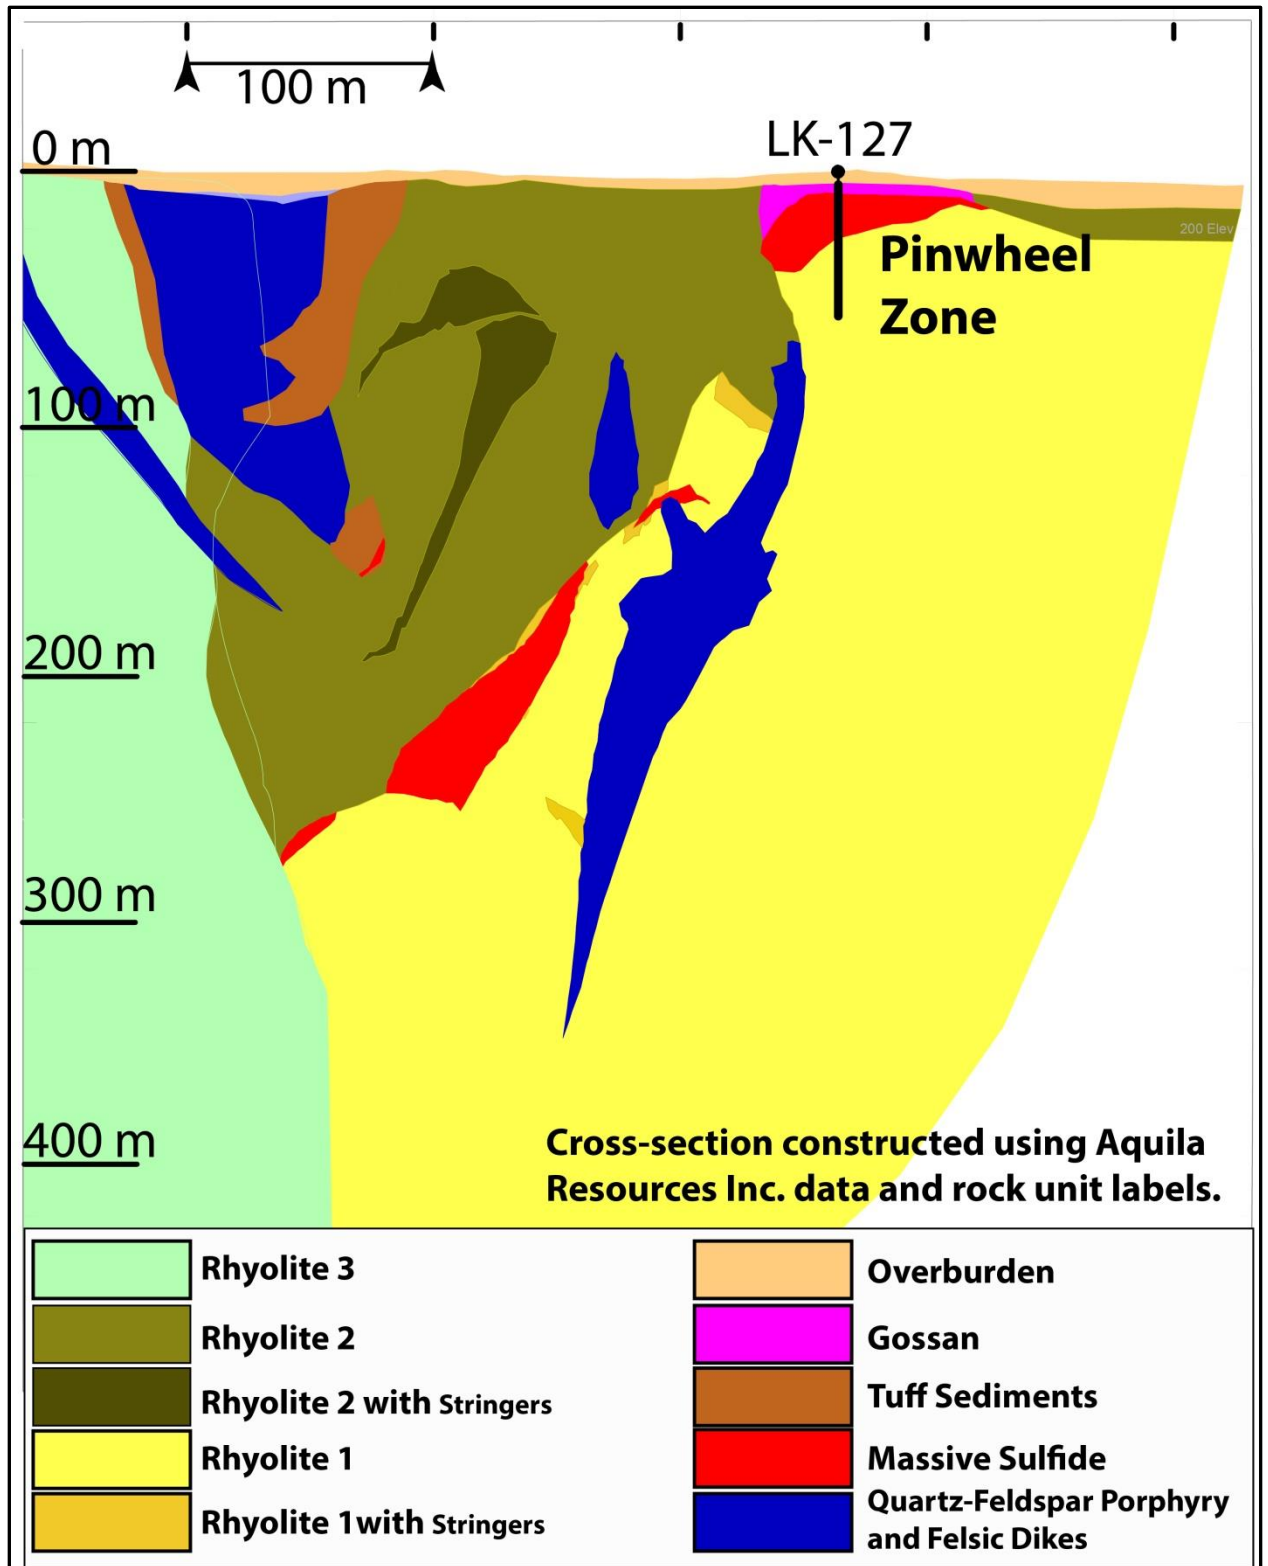 100 m
0 m
LK-127
200 Elev
Pinwheel
Zone
100 m
200 m
300 m
400 m
Cross-section constructed using Aquila
Resources Inc. data and rock unit labels.
Rhyolite 3
Rhyolite 2
Rhyolite 2 with Stringers
Rhyolite 1
Rhyolite 1with Stringers
Overburden
Gossan
Tuff Sediments
Massive Sulfide
Quartz-Feldspar Porphyry
and Felsic Dikes